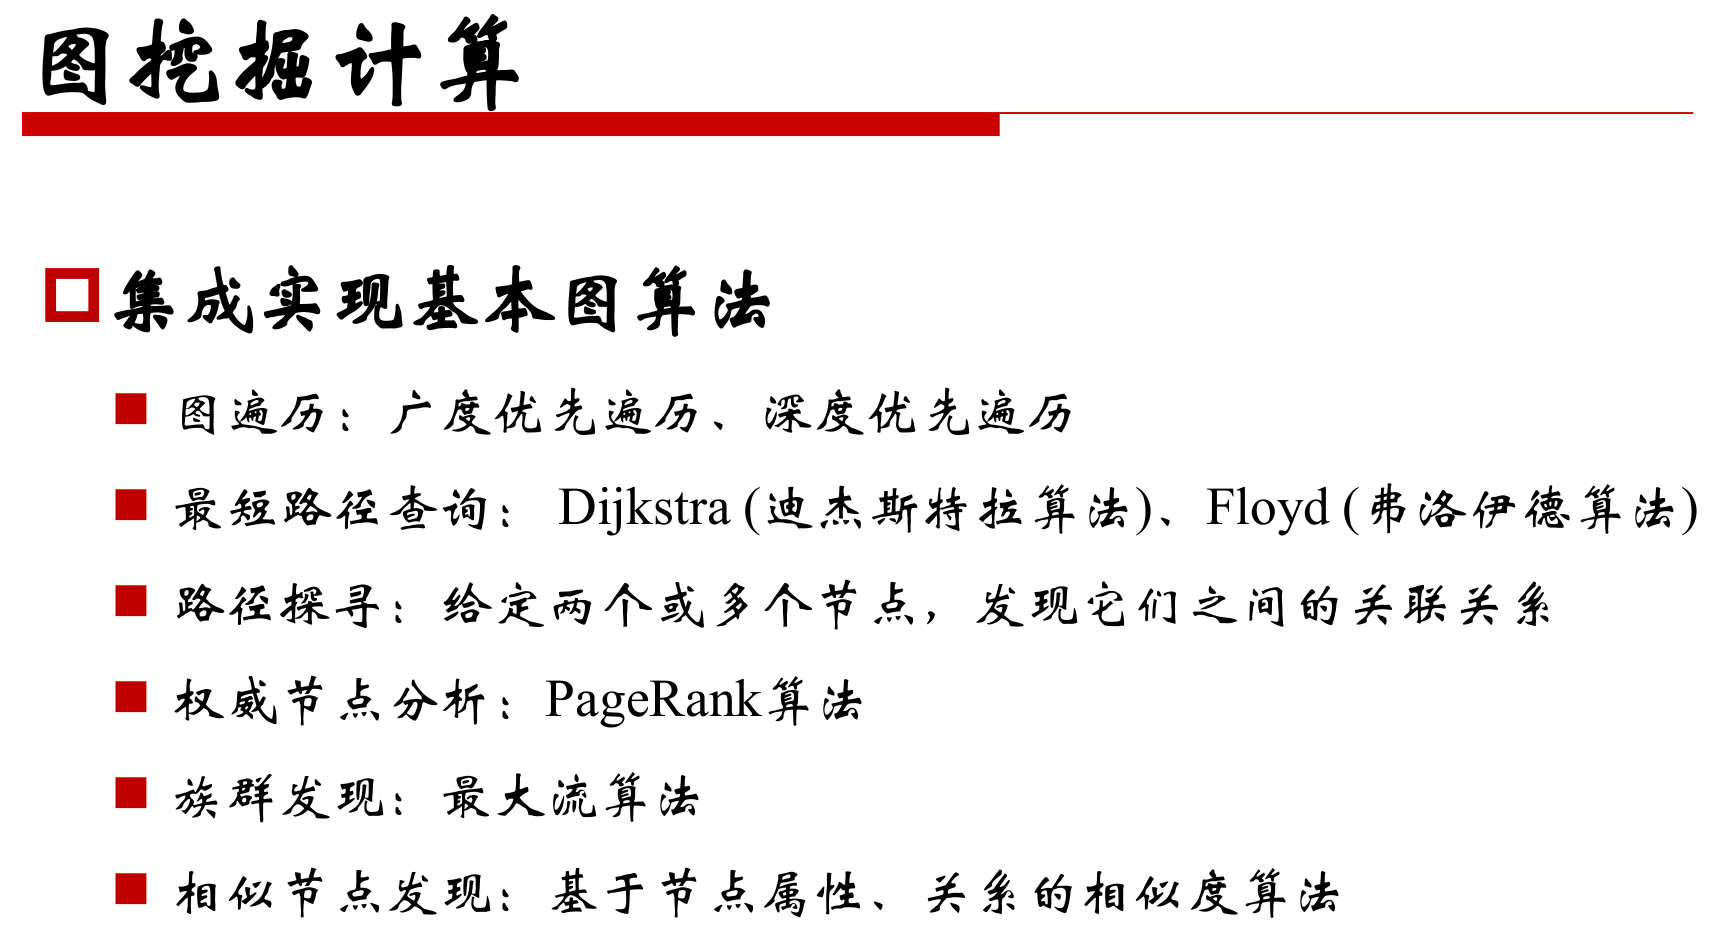 图挖掘计算
集成实现基本图算法
图遍历：广度优先遍历、深度优先遍历
最短路径查询： Dijkstra (迪杰斯特拉算法)、Floyd (弗洛伊德算法)
路径探寻：给定两个或多个节点，发现它们之间的关联关系
权威节点分析：PageRank算法
族群发现：最大流算法
相似节点发现：基于节点属性、关系的相似度算法